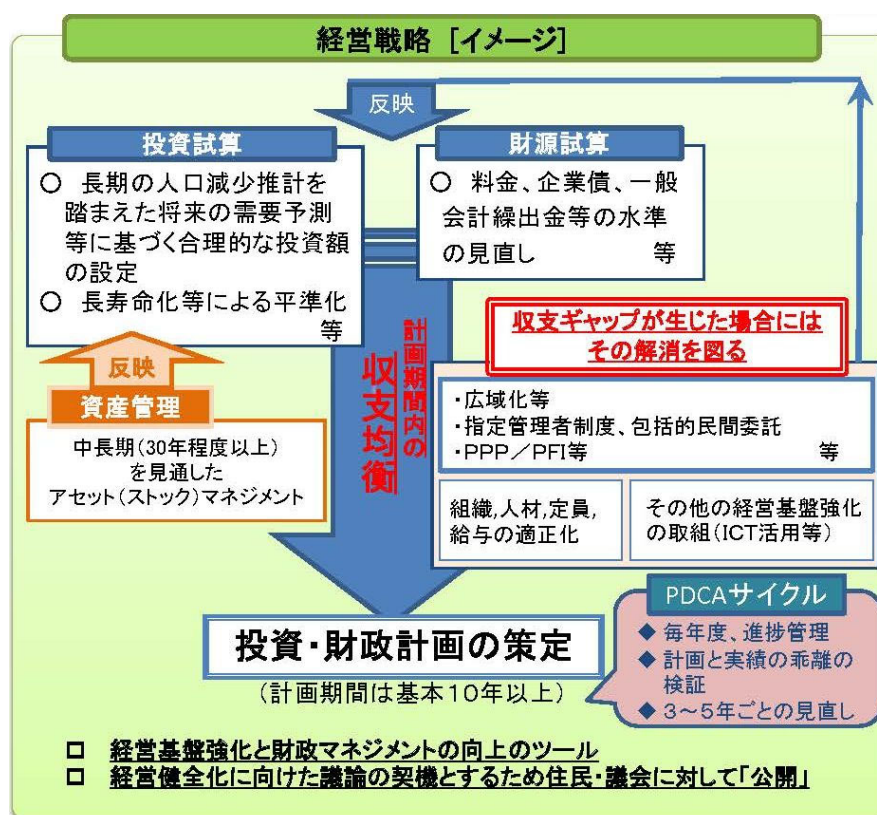 経営戦略 [イメージ]
反映
投資試算
○ 長期の人口減少推計を
踏まえた将来の需要予測
等に基づく合理的な投資額
の設定
○ 長寿命化等による平準化
等
財源試算
○ 料金、企業債、一般
会計繰出金等の水準
の見直し 等
反映
資産管理
中長期(30年程度以上)
を見通した
アセット(ストック)マネジメント
計画期間内の
収支均衡
収支ギャップが生じた場合には
その解消を図る
・広域化等
・指定管理者制度、包括的民間委託
・PPP/PFI等 等
組織,人材,定員,
給与の適正化
その他の経営基盤強化
の取組(ICT活用等)
投資・財政計画の策定
(計画期間は基本10年以上)
PDCAサイクル
◆ 毎年度、進捗管理
◆ 計画と実績の乖離の
検証
◆ 3~5年ごとの見直し
□ 経営基盤強化と財政マネジメントの向上のツール
□ 経営健全化に向けた議論の契機とするため住民・議会に対して「公開」